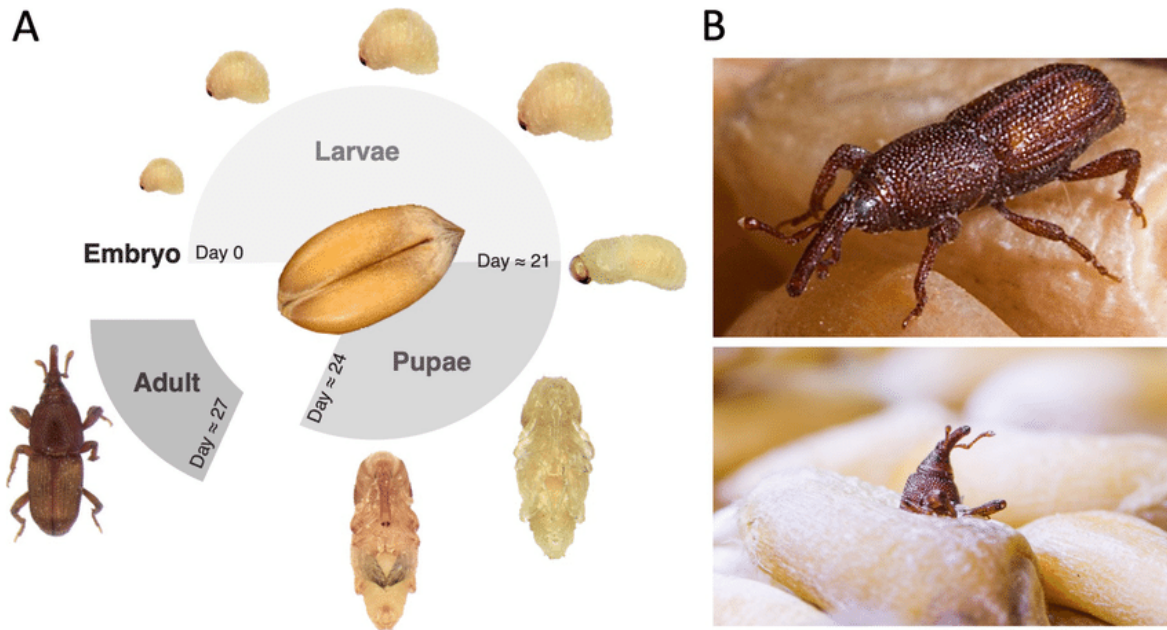 A
B
Larvae
Embryo
Day 0
Day ≈ 21
Pupae
Day ≈ 24
Adult
Day ≈ 27